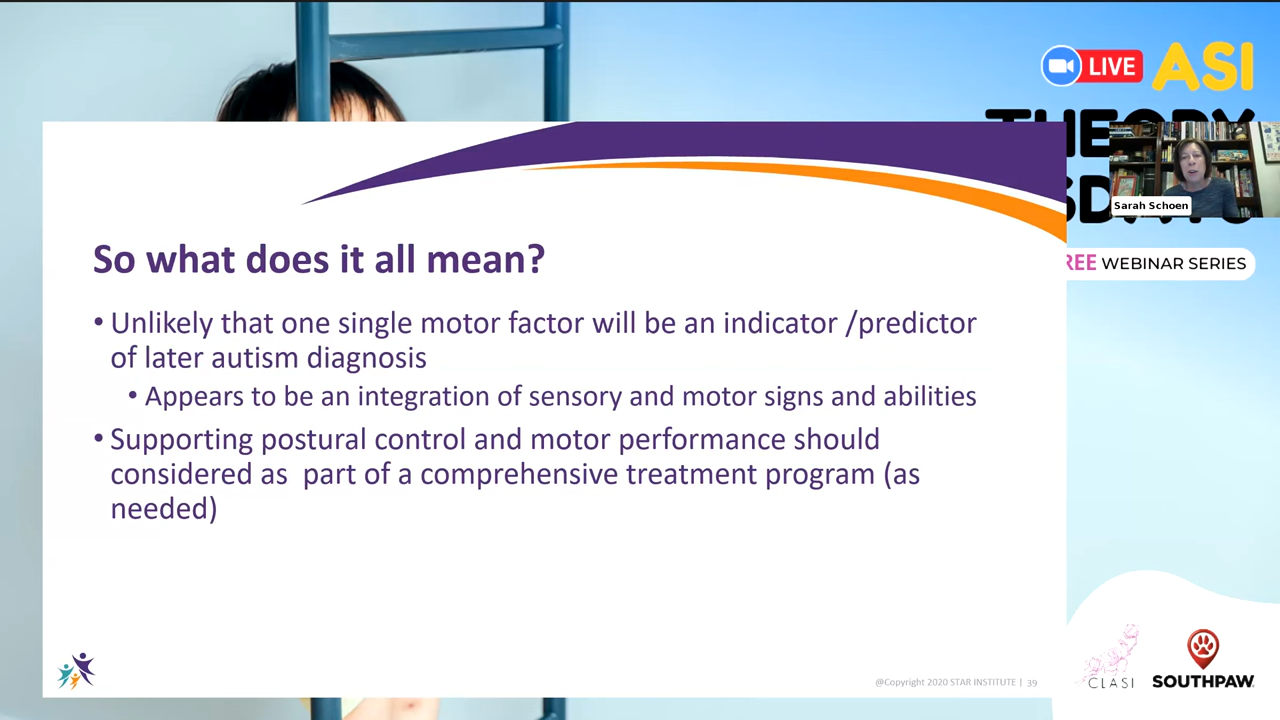 LIVE ASI
Sarah Schoen
WEBINAR SERIES
So what does it all mean?
• Unlikely that one single motor factor will be an indicator /predictor
of later autism diagnosis
• Appears to be an integration of sensory and motor signs and abilities
• Supporting postural control and motor performance should
considered as part of a comprehensive treatment program (as
needed)
@Copyright 2020 STAR INSTITUTE | 39
CLASI
SOUTHPAW